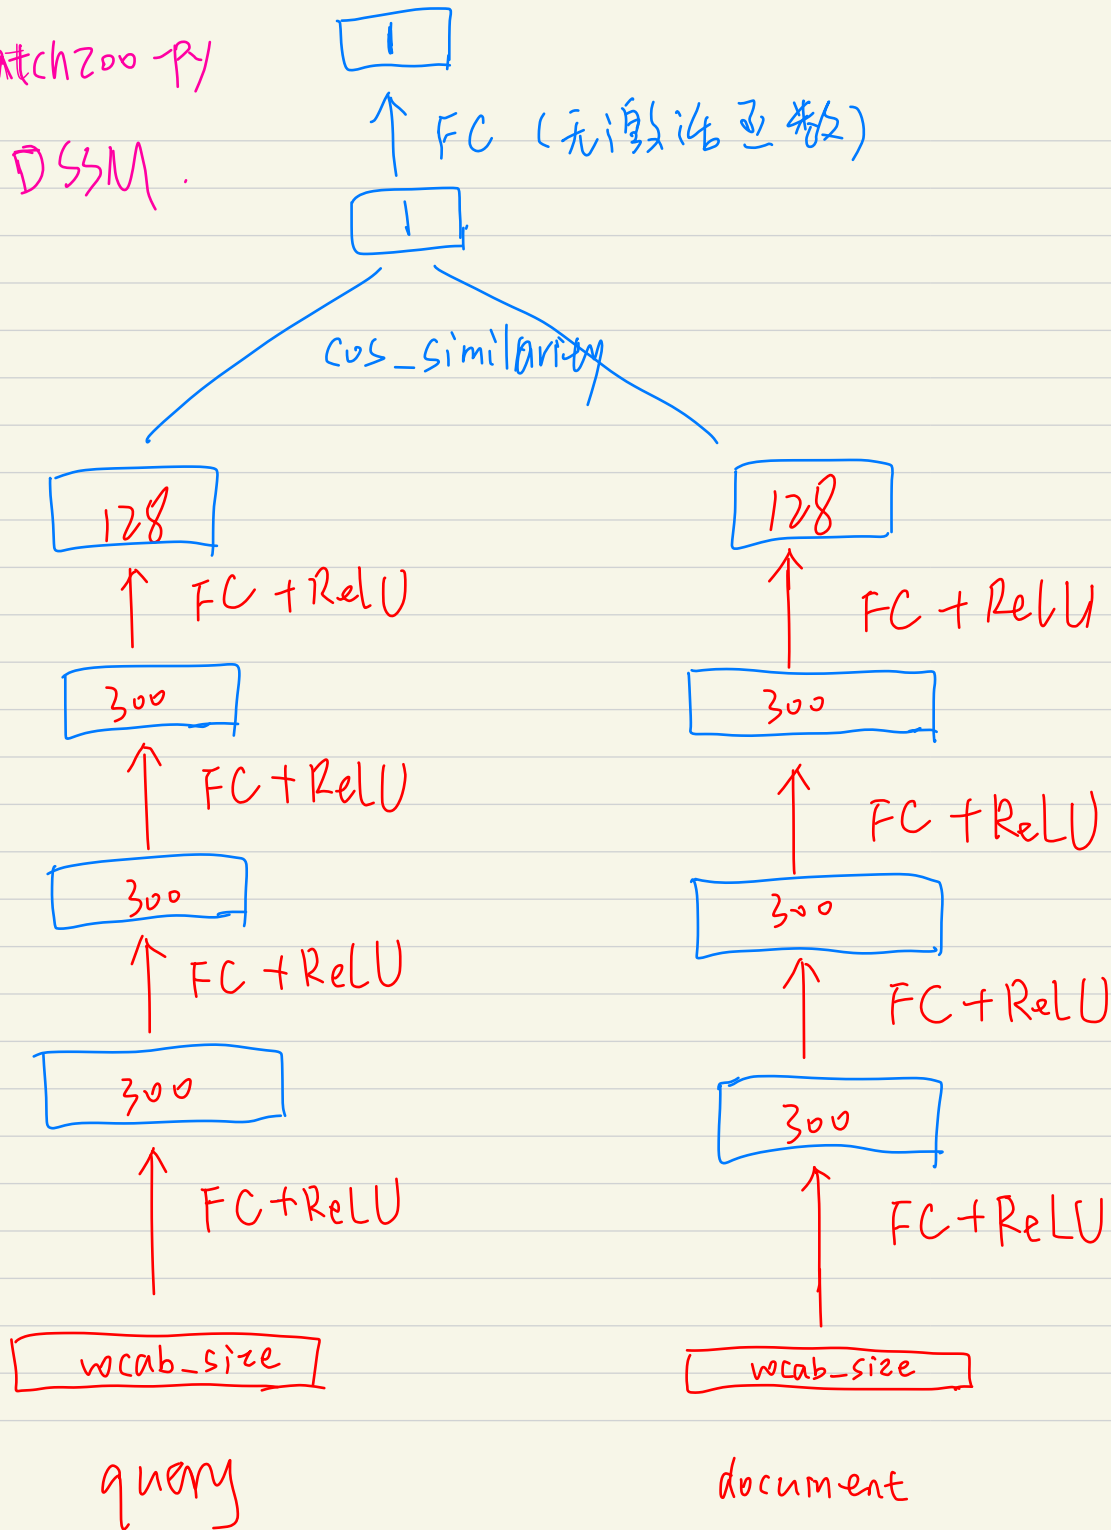 atchzoo-py
DSSM.
1
FC (无激活函数)
1
cos_similarity
128
128
FC+ReLU
FC+ReLU
300
300
FC+ReLU
FC+ReLU
300
300
FC+ReLU
FC+ReLU
300
300
FC+ReLU
FC+ReLU
vocab_size
vocab_size
query
document